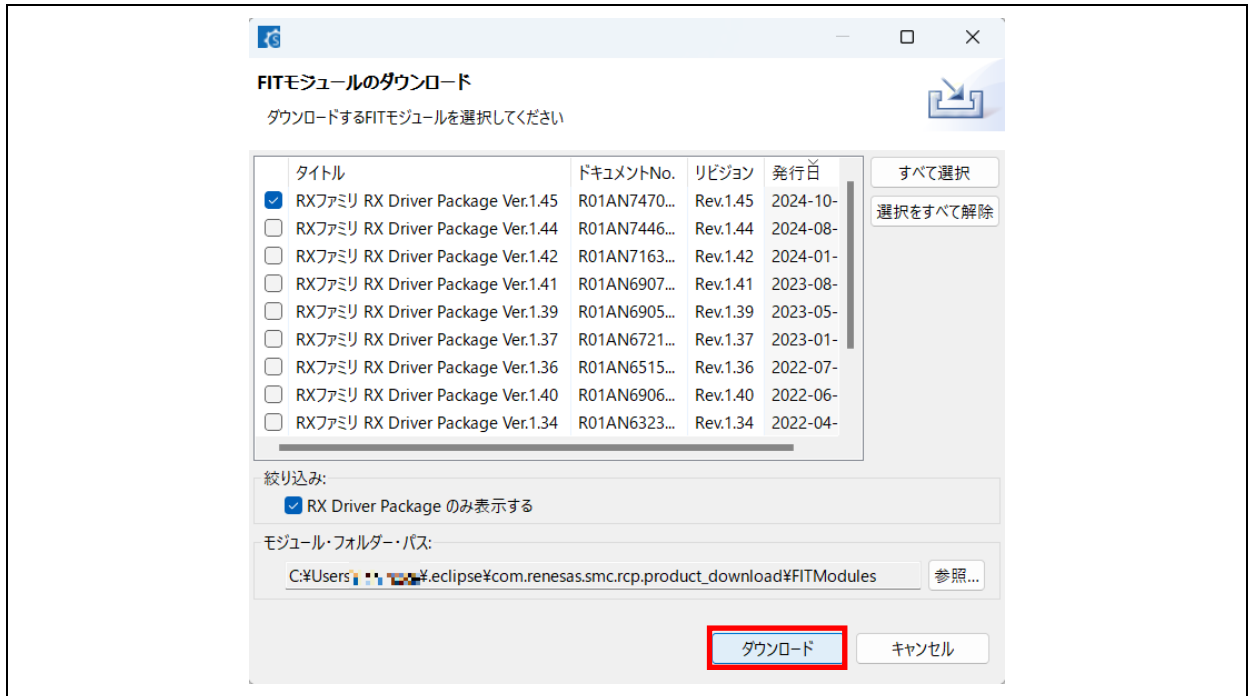 FITモジュールのダウンロード
ダウンロードするFITモジュールを選択してください
タイトル ドキュメントNo. リビジョン 発行日
すべて選択
RXファミリ RX Driver Package Ver.1.45 R01AN7470... Rev.1.45 2024-10-
選択をすべて解除
RXファミリ RX Driver Package Ver.1.44 R01AN7446... Rev.1.44 2024-08-
RXファミリ RX Driver Package Ver.1.42 R01AN7163... Rev.1.42 2024-01-
RXファミリ RX Driver Package Ver.1.41 R01AN6907... Rev.1.41 2023-08-
RXファミリ RX Driver Package Ver.1.39 R01AN6905... Rev.1.39 2023-05-
RXファミリ RX Driver Package Ver.1.37 R01AN6721... Rev.1.37 2023-01-
RXファミリ RX Driver Package Ver.1.36 R01AN6515... Rev.1.36 2022-07-
RXファミリ RX Driver Package Ver.1.40 R01AN6906... Rev.1.40 2022-06-
RXファミリ RX Driver Package Ver.1.34 R01AN6323... Rev.1.34 2022-04-
絞り込み:
RX Driver Package のみ表示する
モジュール・フォルダー・パス:
C:¥Users ¥.eclipse¥com.renesas.smc.rcp.product_download¥FITModules 参照...
ダウンロード キャンセル